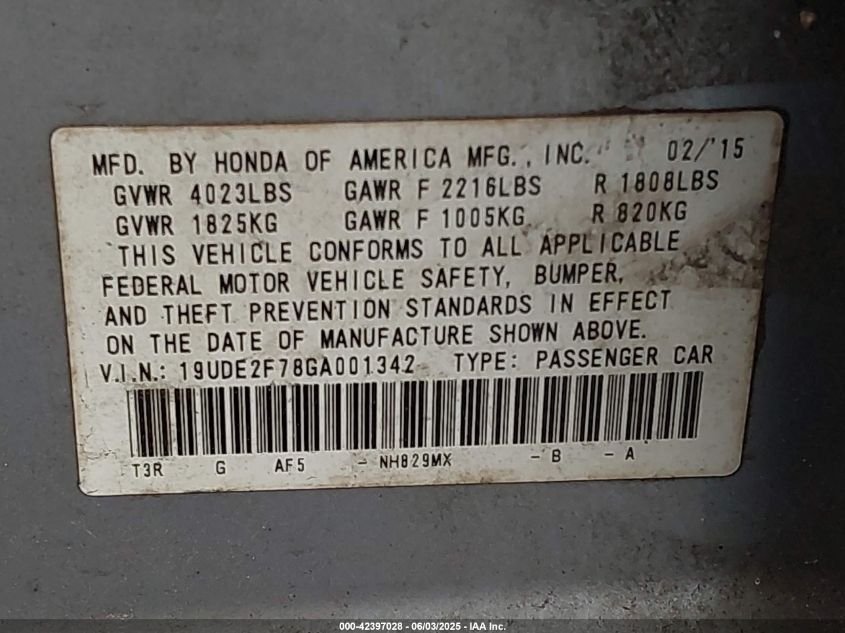 MFD. BY HONDA OF AMERICA MFG., INC. 02/'15
GVWR 4023LBS GAWR F 2216LBS R 1808LBS
GVWR 1825KG GAWR F 1005KG R 820KG
THIS VEHICLE CONFORMS TO ALL APPLICABLE
FEDERAL MOTOR VEHICLE SAFETY, BUMPER,
AND THEFT PREVENTION STANDARDS IN EFFECT
ON THE DATE OF MANUFACTURE SHOWN ABOVE.
V.I.N.: 19UDE2F78GA001342 TYPE: PASSENGER CAR
T3R G AF5 - NH829MX - B - A
000-42397028 - 06/03/2025 - IAA Inc.